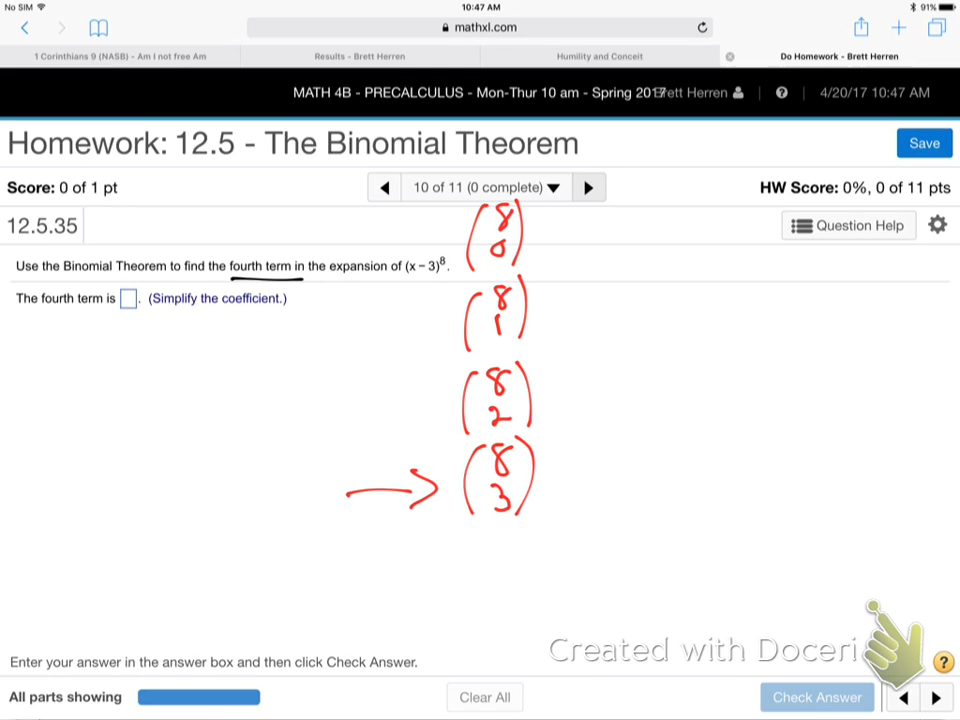 No SIM
10:47 AM
91%
mathxl.com
1 Corinthians 9 (NASB) - Am I not free Am
Results - Brett Herren
Humility and Conceit
Do Homework - Brett Herren
MATH 4B - PRECALCULUS - Mon-Thur 10 am - Spring 2017
Brett Herren
?
4/20/17 10:47 AM
Homework: 12.5 - The Binomial Theorem
Save
Score: 0 of 1 pt
10 of 11 (0 complete)
HW Score: 0%, 0 of 11 pts
12.5.35
Question Help
Use the Binomial Theorem to find the fourth term in the expansion of (x − 3)⁸.
The fourth term is . (Simplify the coefficient.)
(8
0)
(8
1)
(8
2)
(8
3)
Created with Doceri
Enter your answer in the answer box and then click Check Answer.
?
All parts showing
Clear All
Check Answer